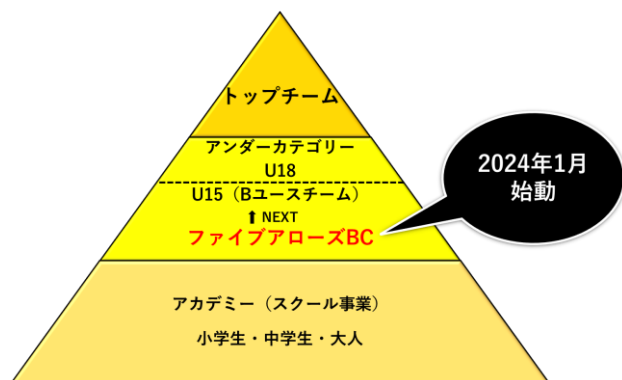 トップチーム
アンダーカテゴリー
U18
U15（Bユースチーム）
⬆ NEXT
ファイブアローズBC
2024年1月
始動
アカデミー（スクール事業）
小学生・中学生・大人